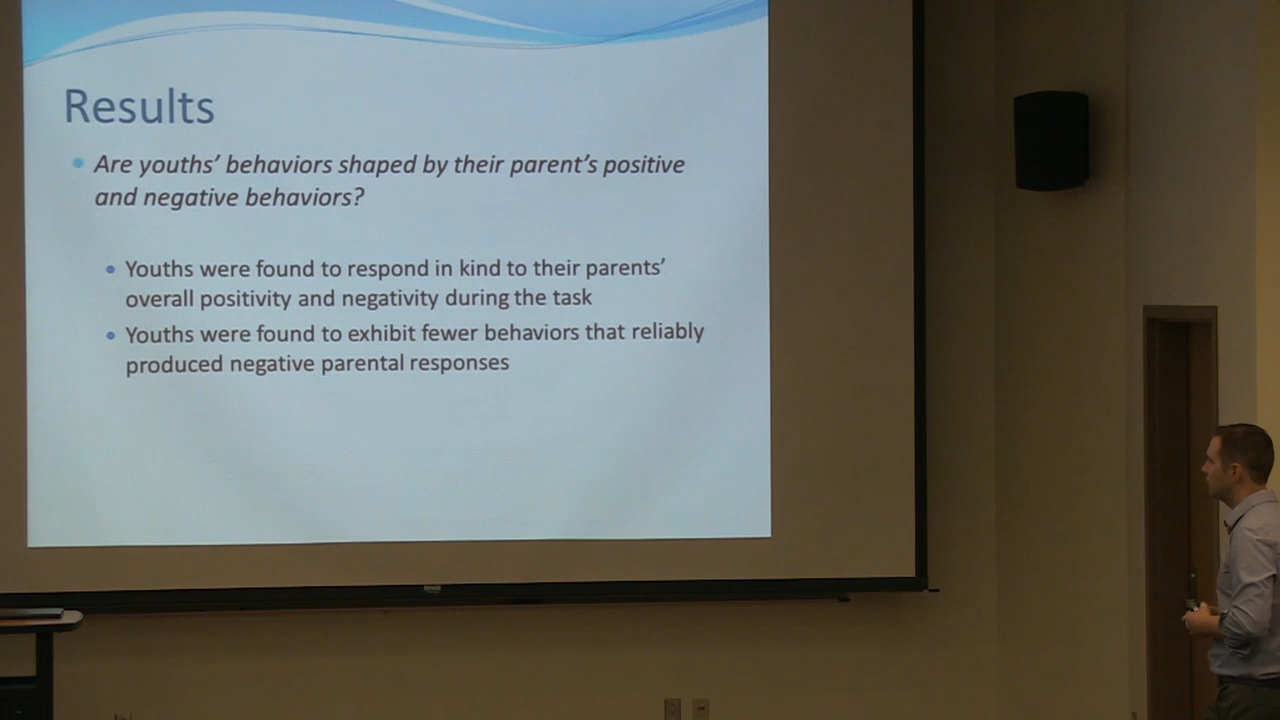 Results
Are youths’ behaviors shaped by their parent’s positive
and negative behaviors?
Youths were found to respond in kind to their parents’
overall positivity and negativity during the task
Youths were found to exhibit fewer behaviors that reliably
produced negative parental responses